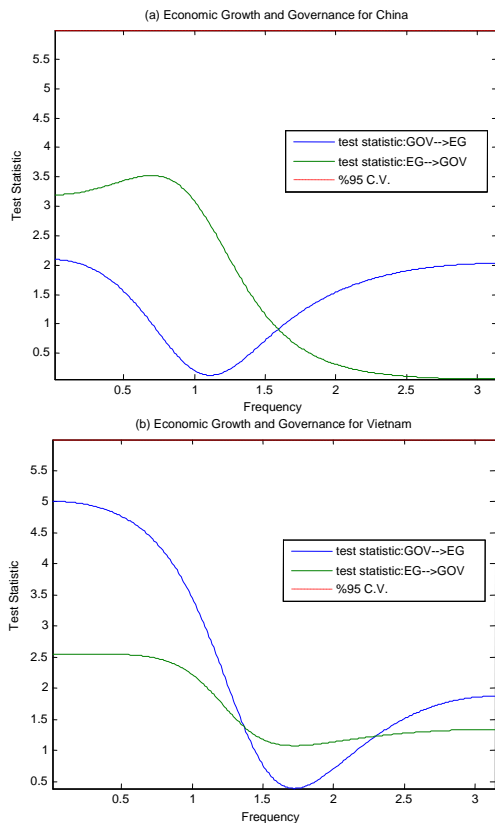 (a) Economic Growth and Governance for China
5.5
5
4.5
4
3.5
3
2.5
2
1.5
1
0.5
Test Statistic
test statistic:GOV-->EG
test statistic:EG-->GOV
%95 C.V.
0.5 1 1.5 2 2.5 3
Frequency
(b) Economic Growth and Governance for Vietnam
5.5
5
4.5
4
3.5
3
2.5
2
1.5
1
0.5
Test Statistic
test statistic:GOV-->EG
test statistic:EG-->GOV
%95 C.V.
0.5 1 1.5 2 2.5 3
Frequency